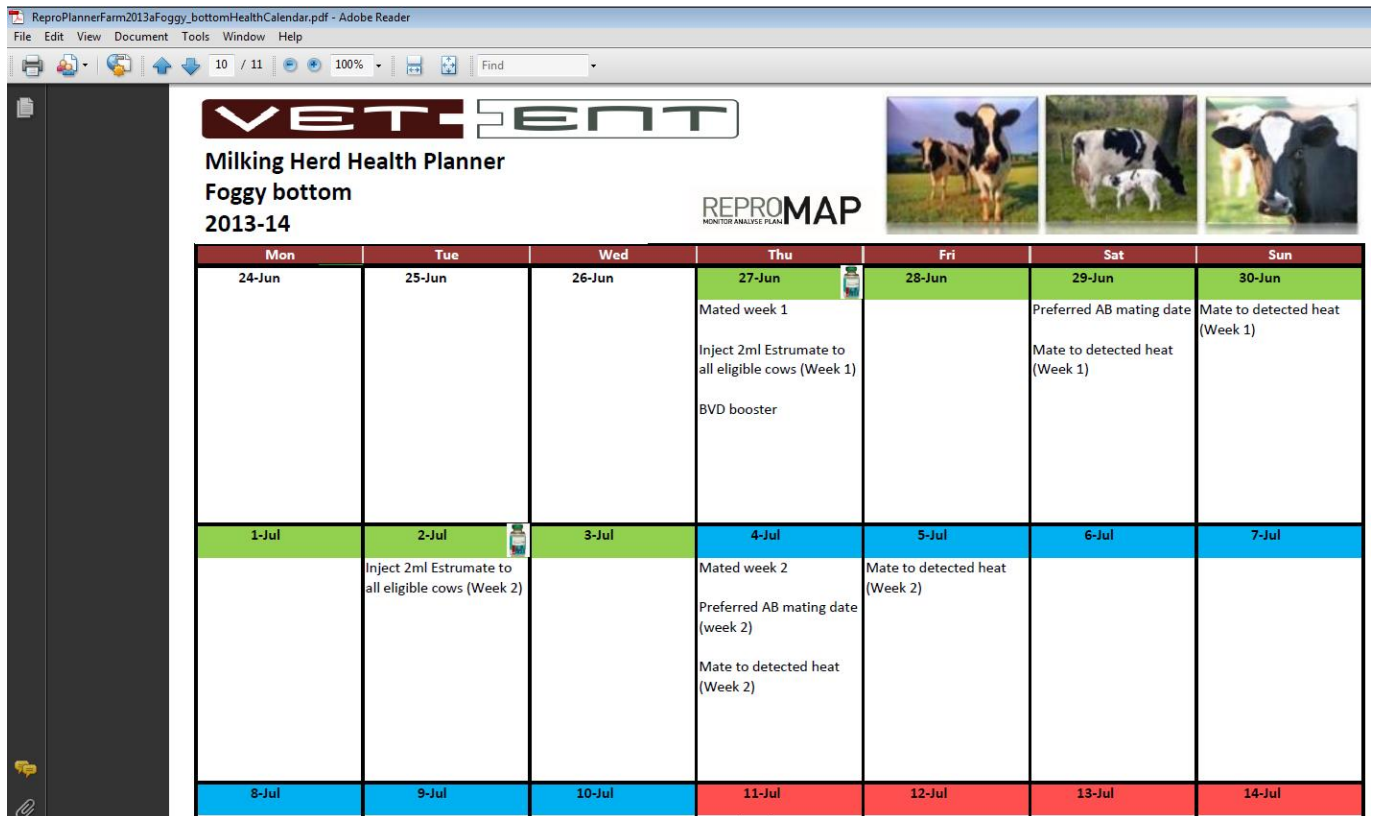 ReproPlannerFarm2013aFoggy_bottomHealthCalendar.pdf - Adobe Reader
File Edit View Document Tools Window Help
10 / 11 100% Find
VET ENT
Milking Herd Health Planner
Foggy bottom
2013-14
REPROMAP
MONITOR ANALYSE PLAN
Mon Tue Wed Thu Fri Sat Sun
24-Jun 25-Jun 26-Jun 27-Jun 28-Jun 29-Jun 30-Jun
Mated week 1
Inject 2ml Estrumate to
all eligible cows (Week 1)
BVD booster
Preferred AB mating date
Mate to detected heat
(Week 1)
Mate to detected heat
(Week 1)
1-Jul 2-Jul 3-Jul 4-Jul 5-Jul 6-Jul 7-Jul
Inject 2ml Estrumate to
all eligible cows (Week 2)
Mated week 2
Preferred AB mating date
(week 2)
Mate to detected heat
(Week 2)
Mate to detected heat
(Week 2)
8-Jul 9-Jul 10-Jul 11-Jul 12-Jul 13-Jul 14-Jul